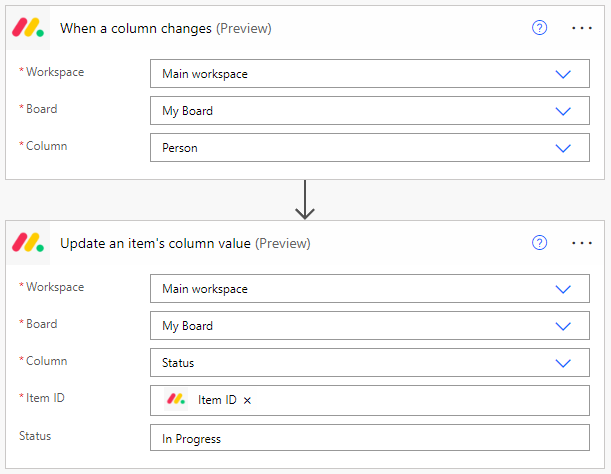 When a column changes (Preview)
* Workspace Main workspace
* Board My Board
* Column Person
Update an item's column value (Preview)
* Workspace Main workspace
* Board My Board
* Column Status
* Item ID Item ID ×
Status In Progress